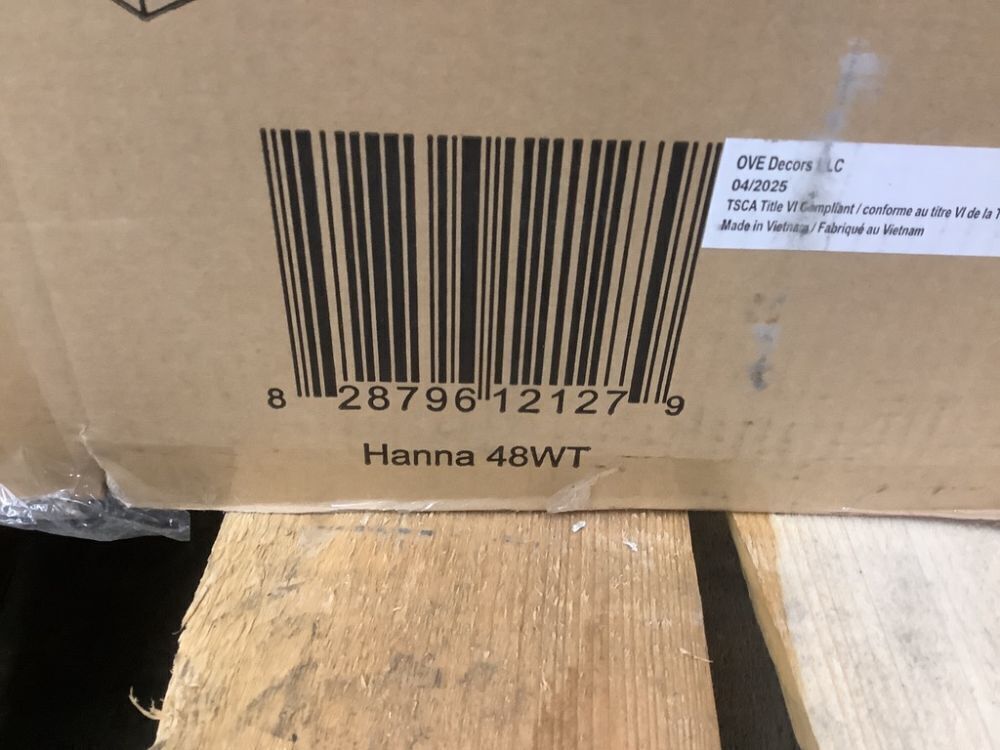 OVE Decors LLC
04/2025
TSCA Title VI Compliant / conforme au titre VI de la
Made in Vietnam / Fabriqué au Vietnam
8 28796 12127 9
Hanna 48WT